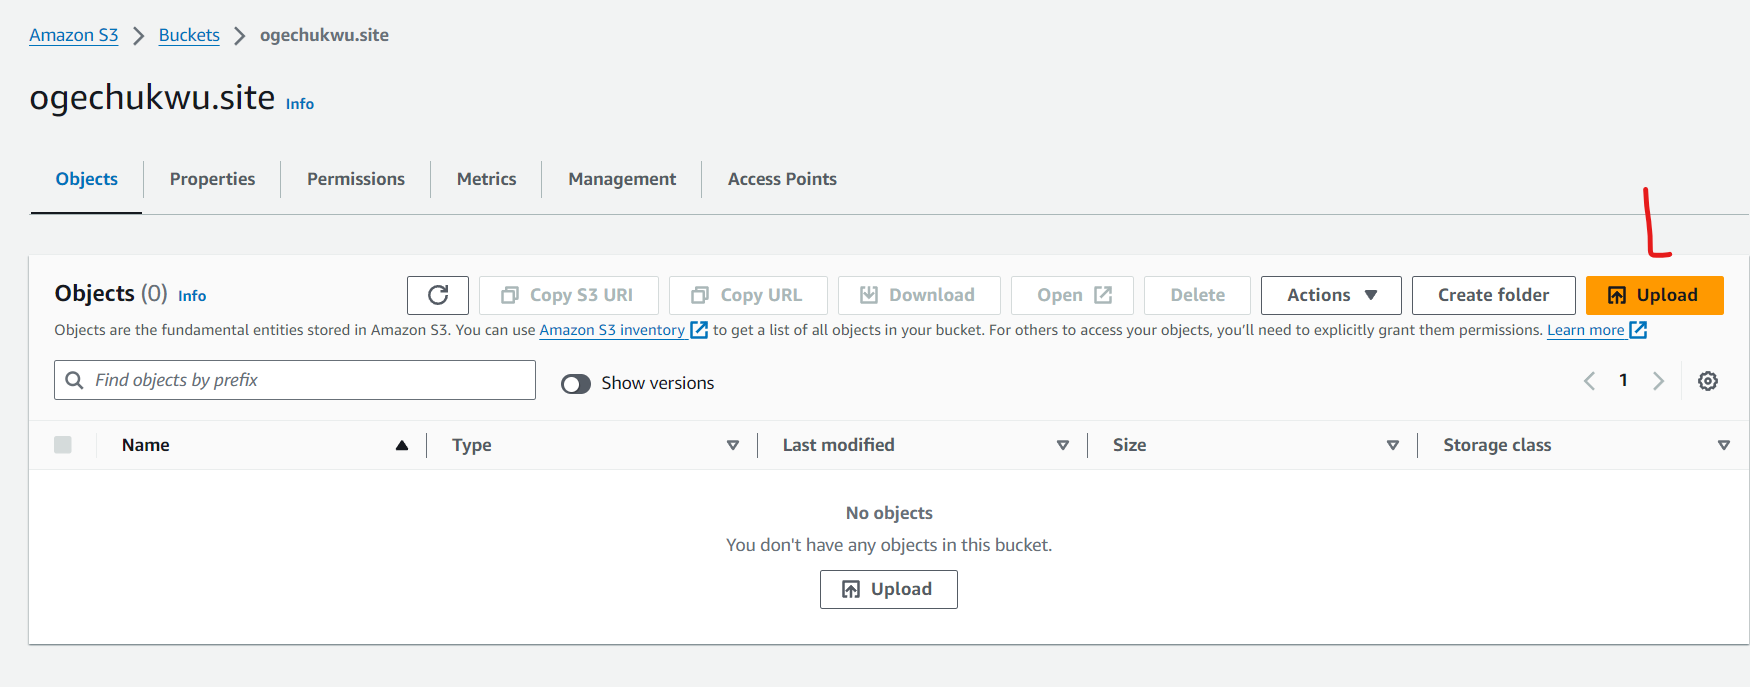 Amazon S3 > Buckets > ogechukwu.site
ogechukwu.site Info
Objects Properties Permissions Metrics Management Access Points
Objects (0) Info Copy S3 URI Copy URL Download Open Delete Actions Create folder Upload
Objects are the fundamental entities stored in Amazon S3. You can use Amazon S3 inventory to get a list of all objects in your bucket. For others to access your objects, you'll need to explicitly grant them permissions. Learn more
Find objects by prefix Show versions 1
Name Type Last modified Size Storage class
No objects
You don't have any objects in this bucket.
Upload